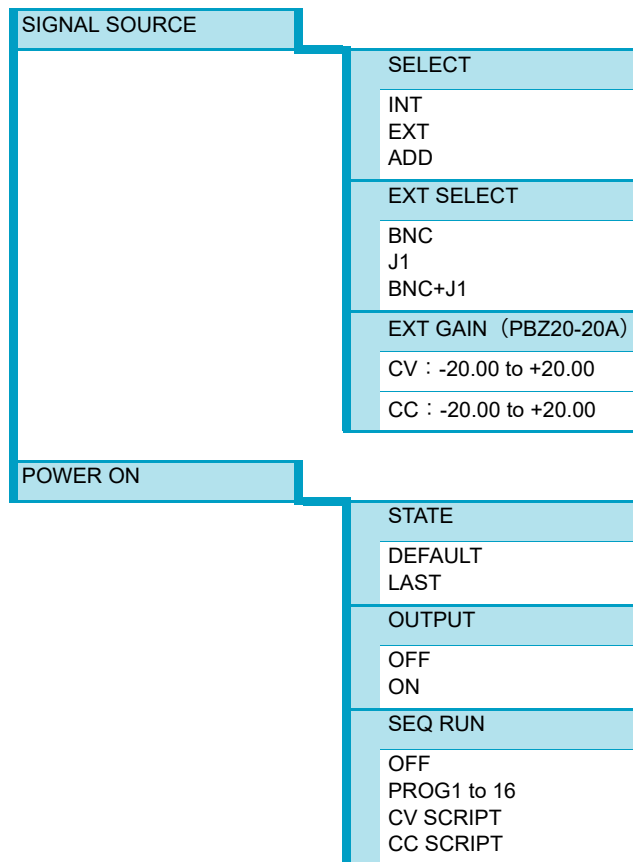 SIGNAL SOURCE
SELECT
INT
EXT
ADD
EXT SELECT
BNC
J1
BNC+J1
EXT GAIN（PBZ20-20A）
CV：-20.00 to +20.00
CC：-20.00 to +20.00
POWER ON
STATE
DEFAULT
LAST
OUTPUT
OFF
ON
SEQ RUN
OFF
PROG1 to 16
CV SCRIPT
CC SCRIPT